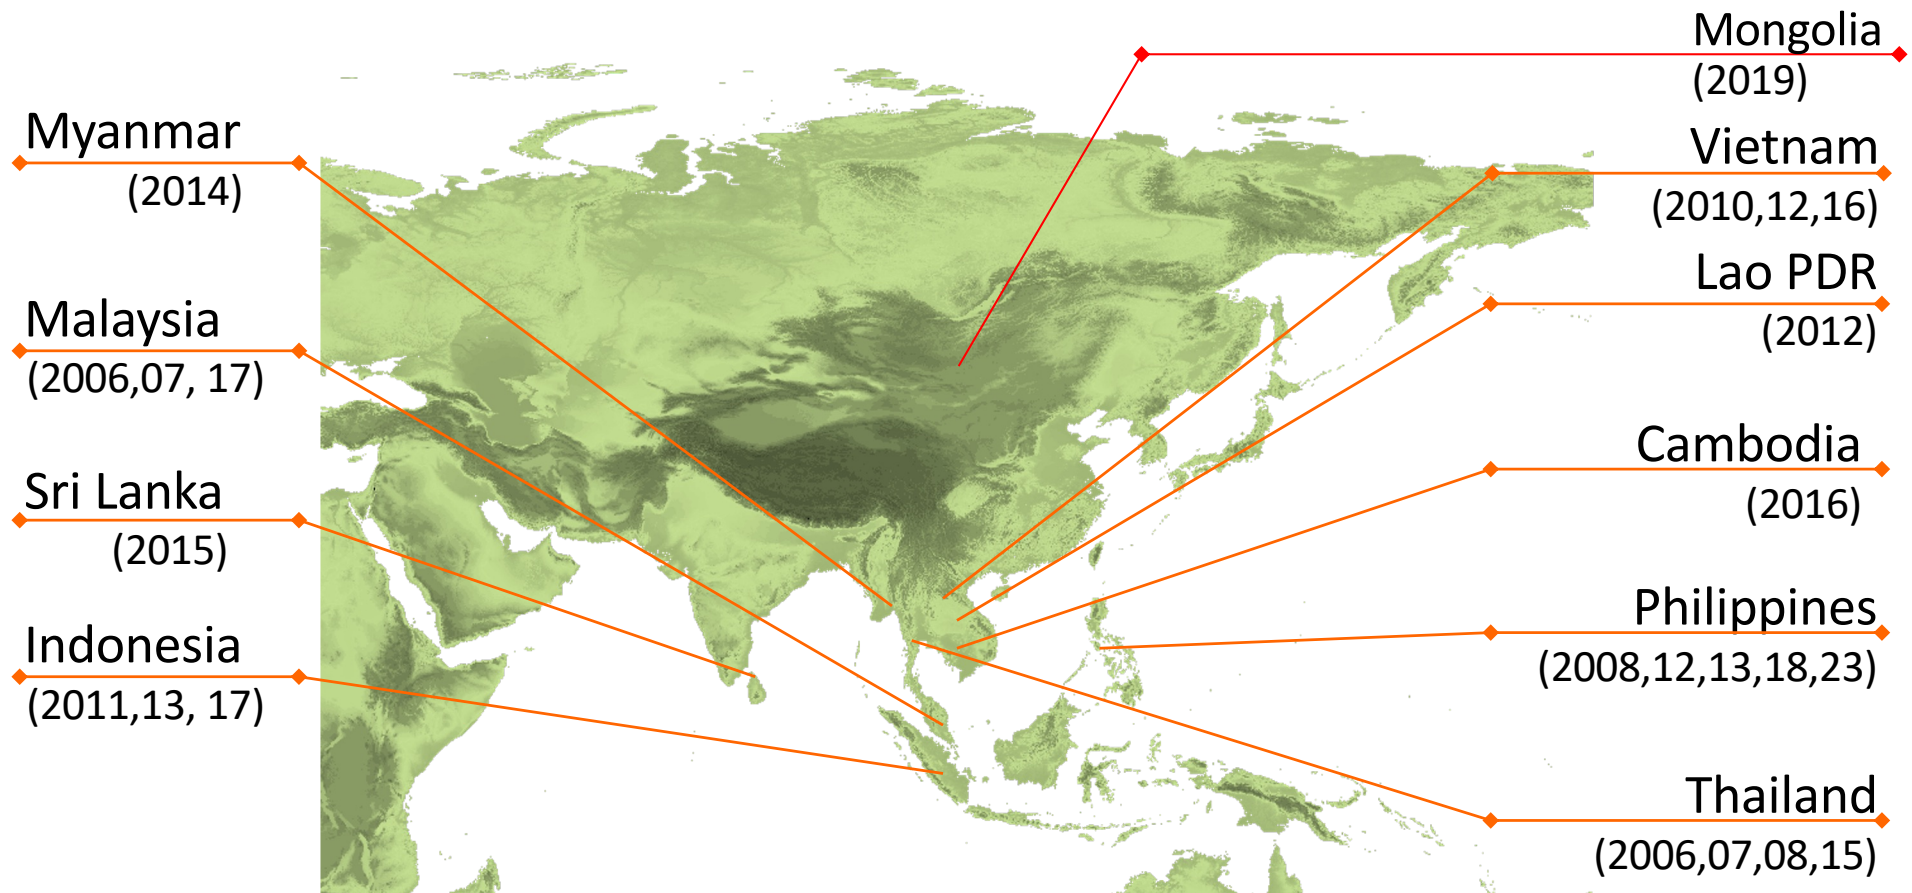 Myanmar
(2014)
Malaysia
(2006,07, 17)
Sri Lanka
(2015)
Indonesia
(2011,13, 17)
Mongolia
(2019)
Vietnam
(2010,12,16)
Lao PDR
(2012)
Cambodia
(2016)
Philippines
(2008,12,13,18,23)
Thailand
(2006,07,08,15)